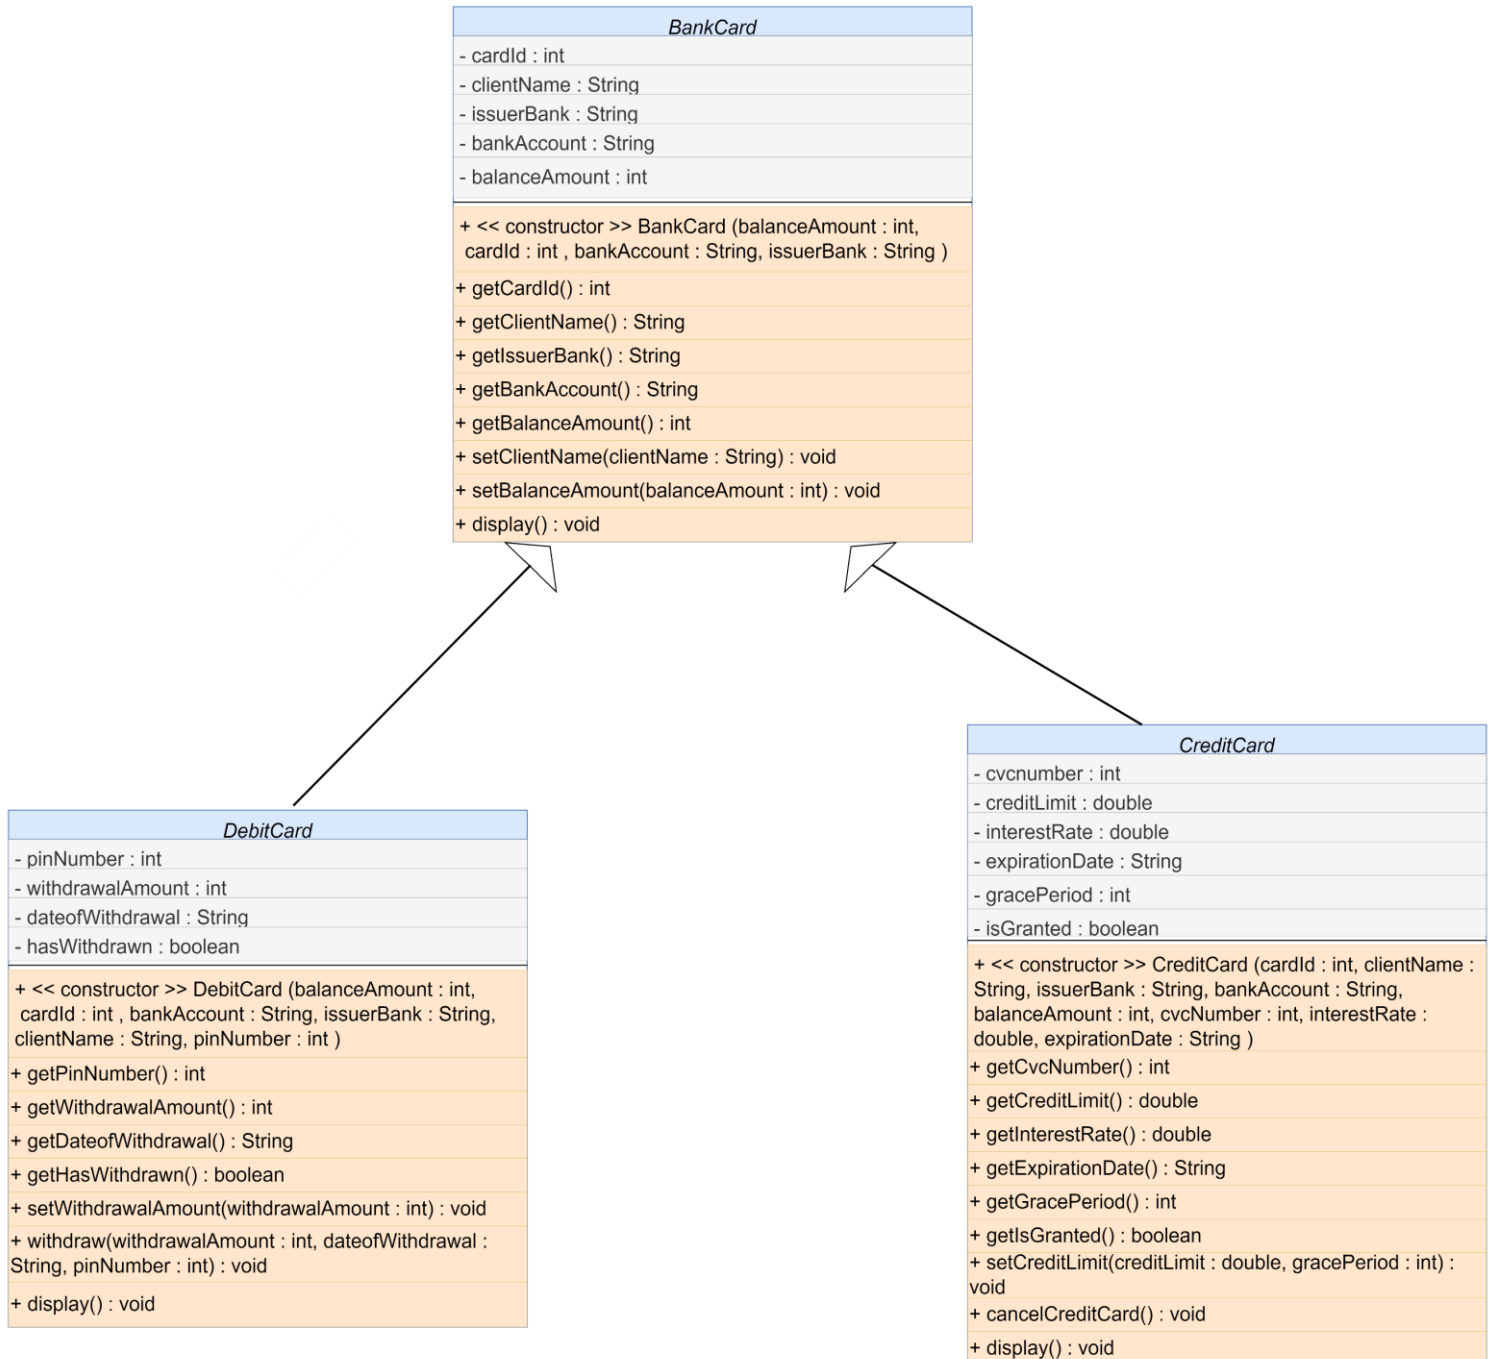 BankCard
- cardId : int
- clientName : String
- issuerBank : String
- bankAccount : String
- balanceAmount : int
+ << constructor >> BankCard (balanceAmount : int,
cardId : int , bankAccount : String, issuerBank : String )
+ getCardId() : int
+ getClientName() : String
+ getIssuerBank() : String
+ getBankAccount() : String
+ getBalanceAmount() : int
+ setClientName(clientName : String) : void
+ setBalanceAmount(balanceAmount : int) : void
+ display() : void
DebitCard
- pinNumber : int
- withdrawalAmount : int
- dateofWithdrawal : String
- hasWithdrawn : boolean
+ << constructor >> DebitCard (balanceAmount : int,
cardId : int , bankAccount : String, issuerBank : String,
clientName : String, pinNumber : int )
+ getPinNumber() : int
+ getWithdrawalAmount() : int
+ getDateofWithdrawal() : String
+ getHasWithdrawn() : boolean
+ setWithdrawalAmount(withdrawalAmount : int) : void
+ withdraw(withdrawalAmount : int, dateofWithdrawal :
String, pinNumber : int) : void
+ display() : void
CreditCard
- cvcnumber : int
- creditLimit : double
- interestRate : double
- expirationDate : String
- gracePeriod : int
- isGranted : boolean
+ << constructor >> CreditCard (cardId : int, clientName :
String, issuerBank : String, bankAccount : String,
balanceAmount : int, cvcNumber : int, interestRate :
double, expirationDate : String )
+ getCvcNumber() : int
+ getCreditLimit() : double
+ getInterestRate() : double
+ getExpirationDate() : String
+ getGracePeriod() : int
+ getIsGranted() : boolean
+ setCreditLimit(creditLimit : double, gracePeriod : int) :
void
+ cancelCreditCard() : void
+ display() : void